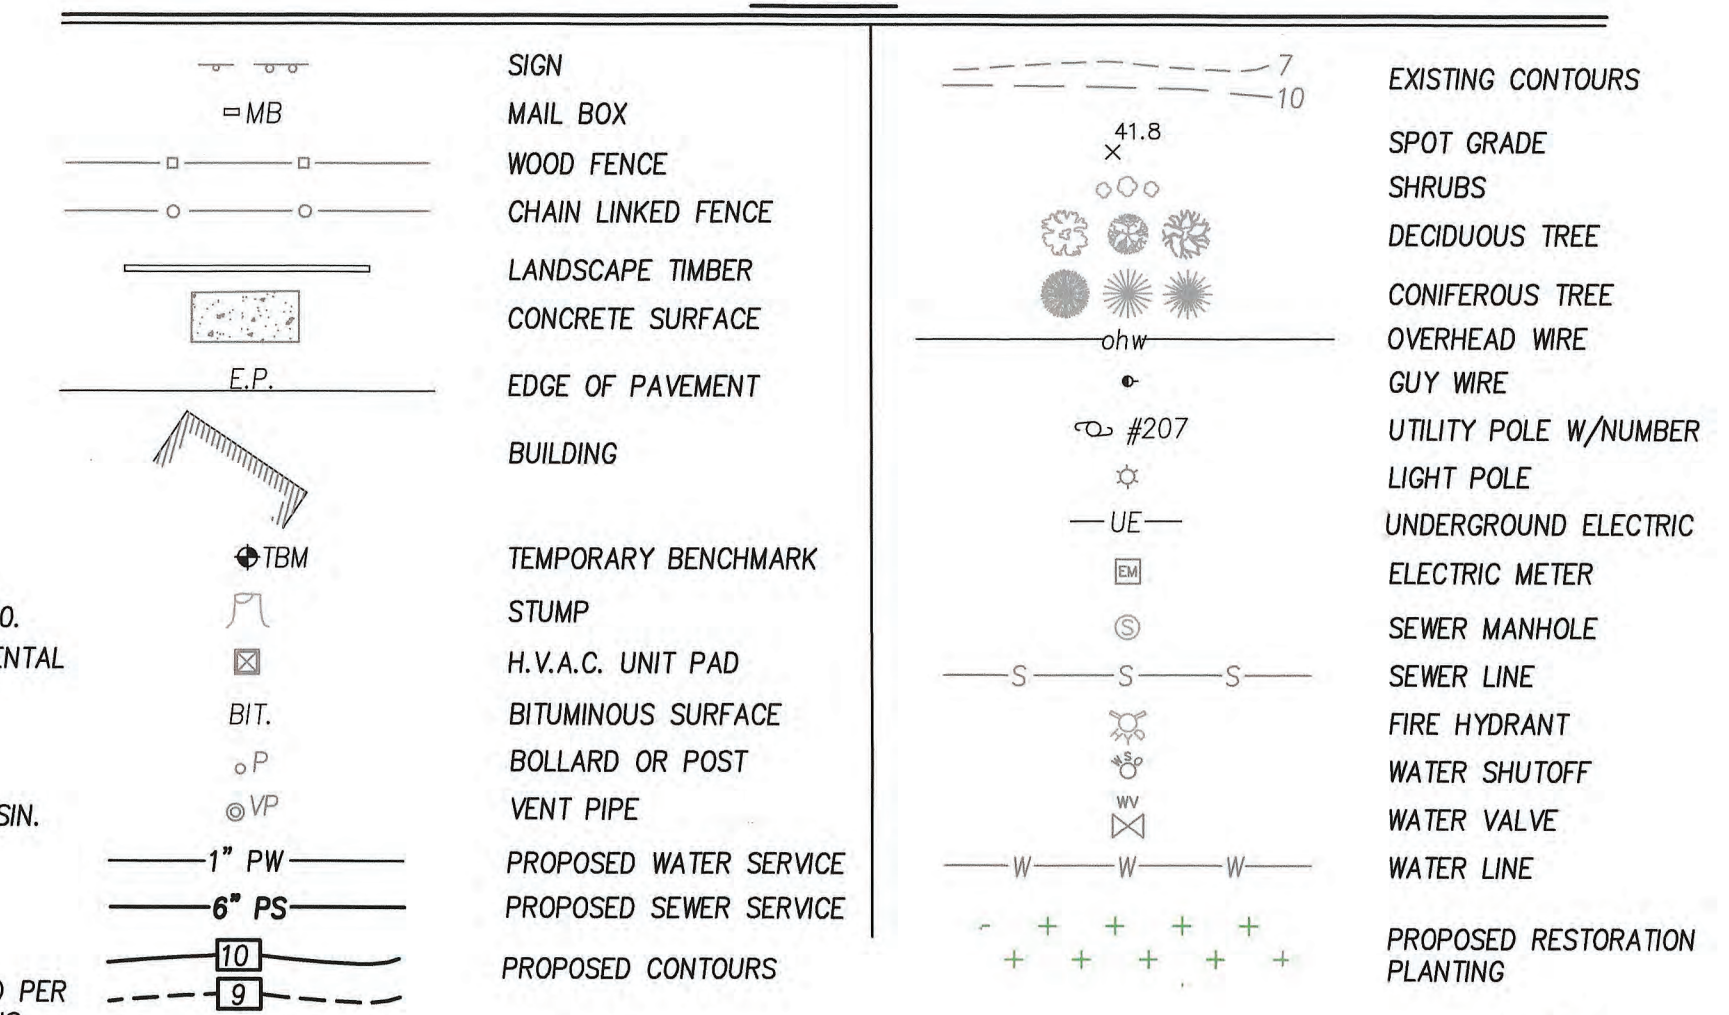 SIGN
MB MAIL BOX
WOOD FENCE
CHAIN LINKED FENCE
LANDSCAPE TIMBER
CONCRETE SURFACE
E.P. EDGE OF PAVEMENT
BUILDING
TBM TEMPORARY BENCHMARK
STUMP
H.V.A.C. UNIT PAD
BIT. BITUMINOUS SURFACE
P BOLLARD OR POST
VP VENT PIPE
1" PW PROPOSED WATER SERVICE
6" PS PROPOSED SEWER SERVICE
10
PROPOSED CONTOURS
9
7
EXISTING CONTOURS
10
41.8
SPOT GRADE
SHRUBS
DECIDUOUS TREE
CONIFEROUS TREE
ohw OVERHEAD WIRE
GUY WIRE
#207 UTILITY POLE W/NUMBER
LIGHT POLE
UE UNDERGROUND ELECTRIC
EM ELECTRIC METER
S SEWER MANHOLE
S S S SEWER LINE
FIRE HYDRANT
WSO WATER SHUTOFF
WV
WATER VALVE
W W W WATER LINE
PROPOSED RESTORATION
PLANTING
O.
ENTAL
SIN.
PER